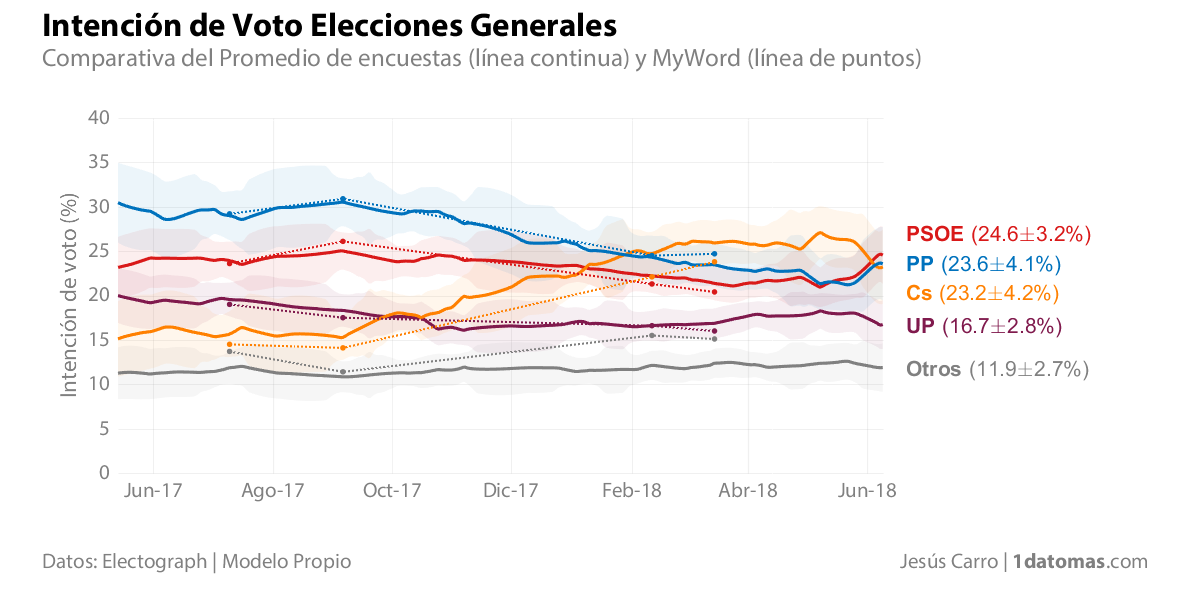 Intención de Voto Elecciones Generales
Comparativa del Promedio de encuestas (línea continua) y MyWord (línea de puntos)
Intención de voto (%)
40
35
30
25
20
15
10
5
0
Jun-17 Ago-17 Oct-17 Dic-17 Feb-18 Abr-18 Jun-18
PSOE (24.6±3.2%)
PP (23.6±4.1%)
Cs (23.2±4.2%)
UP (16.7±2.8%)
Otros (11.9±2.7%)
Datos: Electograph | Modelo Propio
Jesús Carro | 1datomas.com